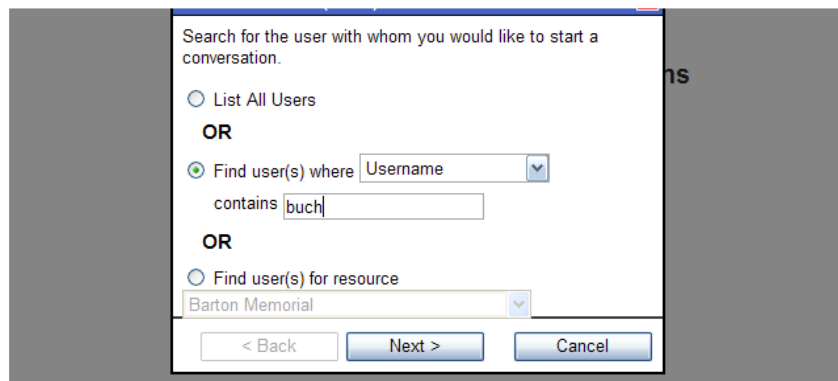 Search for the user with whom you would like to start a
conversation.
List All Users
OR
Find user(s) where Username
contains buch
OR
Find user(s) for resource
Barton Memorial
< Back Next > Cancel